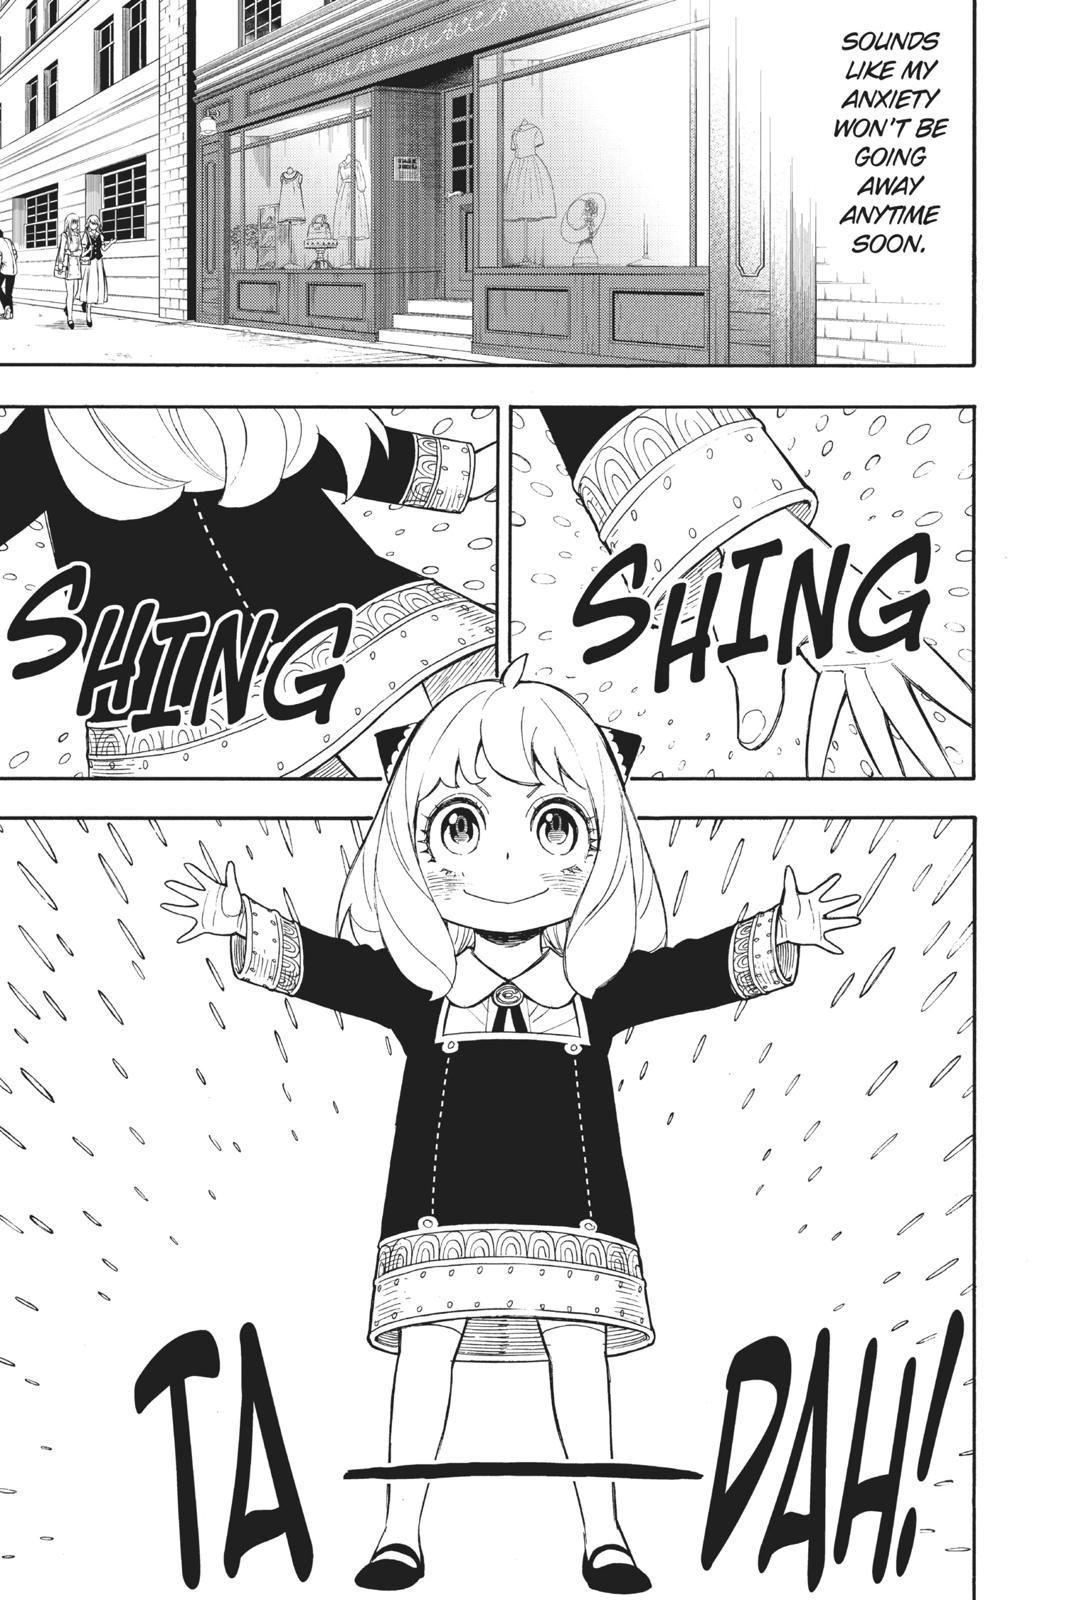 SOUNDS
LIKE MY
ANXIETY
WON'T BE
GOING
AWAY
ANYTIME
SOON.
SHING
SHING
TA-DAH!